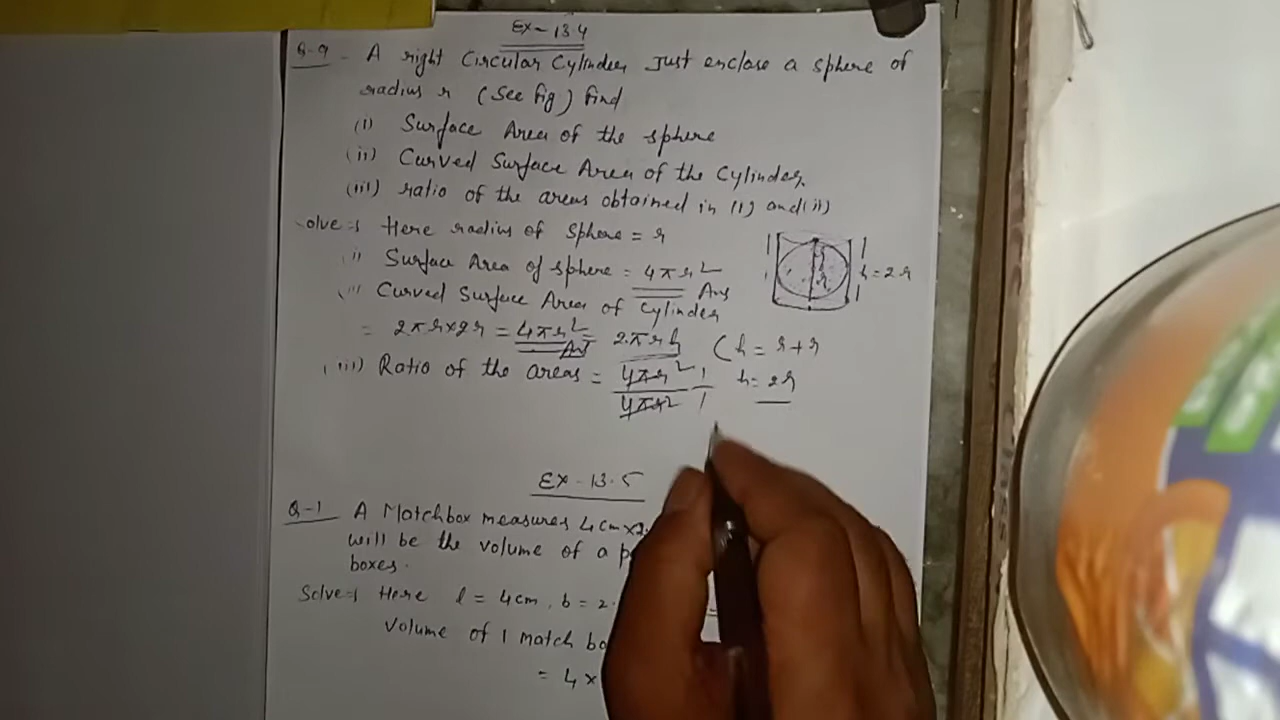 Ex- 13.4
Q-9 - A right Circular Cylinder Just enclose a sphere of
radius r (See fig) find
(i) Surface Area of the sphere
(ii) Curved Surface Area of the Cylinder.
(iii) ratio of the areas obtained in (i) and (ii)
Solve:- Here radius of sphere = r
(i) Surface Area of sphere = 4πr² Ans
h = 2r
(ii) Curved Surface Area of Cylinder
= 2πr×2r = 4πr² = 2πrh (h = r+r
Ans
(iii) Ratio of the areas = 4πr² / 4πr² = 1/1 h = 2r
Ex - 13.5
Q-1 A Matchbox measures 4cm×2.
will be the volume of a p
boxes.
Solve:- Here l = 4cm, b = 2.
Volume of 1 match bo
= 4×